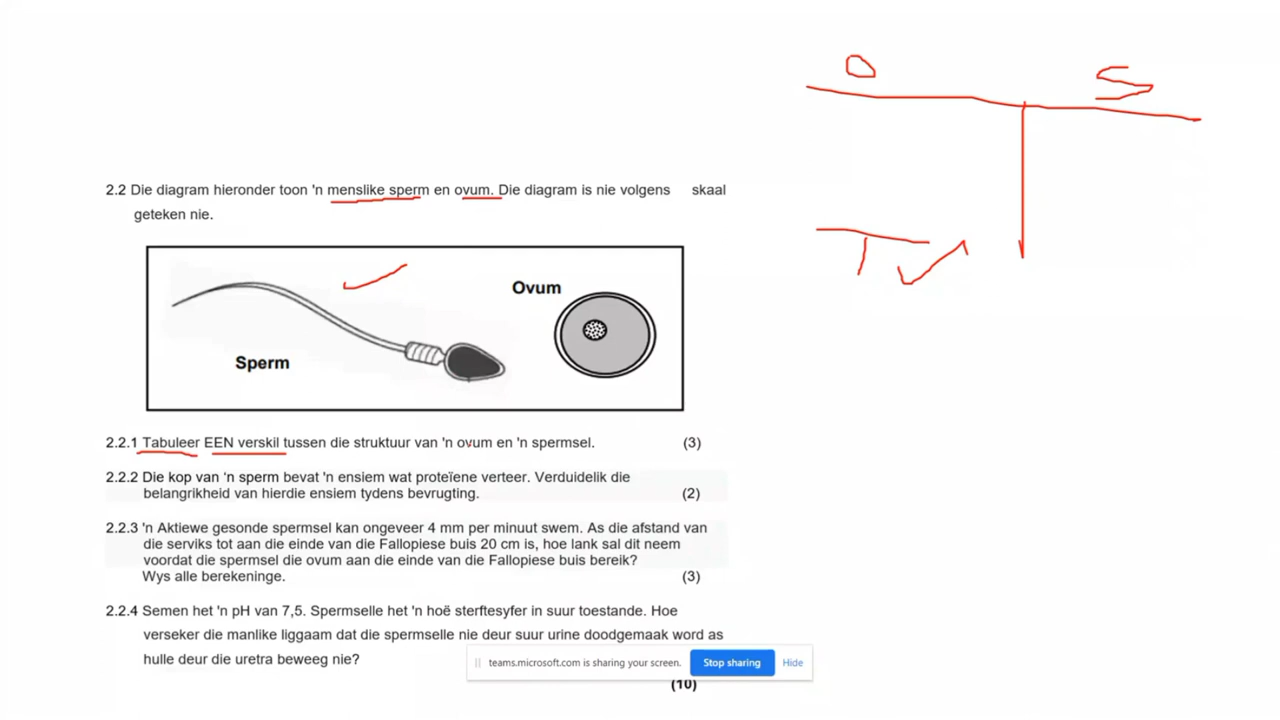 O S
2.2 Die diagram hieronder toon 'n menslike sperm en ovum. Die diagram is nie volgens skaal
geteken nie.
Ovum
Sperm
T
2.2.1 Tabuleer EEN verskil tussen die struktuur van 'n ovum en 'n spermsel. (3)
2.2.2 Die kop van 'n sperm bevat 'n ensiem wat proteïene verteer. Verduidelik die
belangrikheid van hierdie ensiem tydens bevrugting. (2)
2.2.3 'n Aktiewe gesonde spermsel kan ongeveer 4 mm per minuut swem. As die afstand van
die serviks tot aan die einde van die Fallopiese buis 20 cm is, hoe lank sal dit neem
voordat die spermsel die ovum aan die einde van die Fallopiese buis bereik?
Wys alle berekeninge. (3)
2.2.4 Semen het 'n pH van 7,5. Spermselle het 'n hoë sterftesyfer in suur toestande. Hoe
verseker die manlike liggaam dat die spermselle nie deur suur urine doodgemaak word as
hulle deur die uretra beweeg nie?
teams.microsoft.com is sharing your screen. Stop sharing Hide
(10)